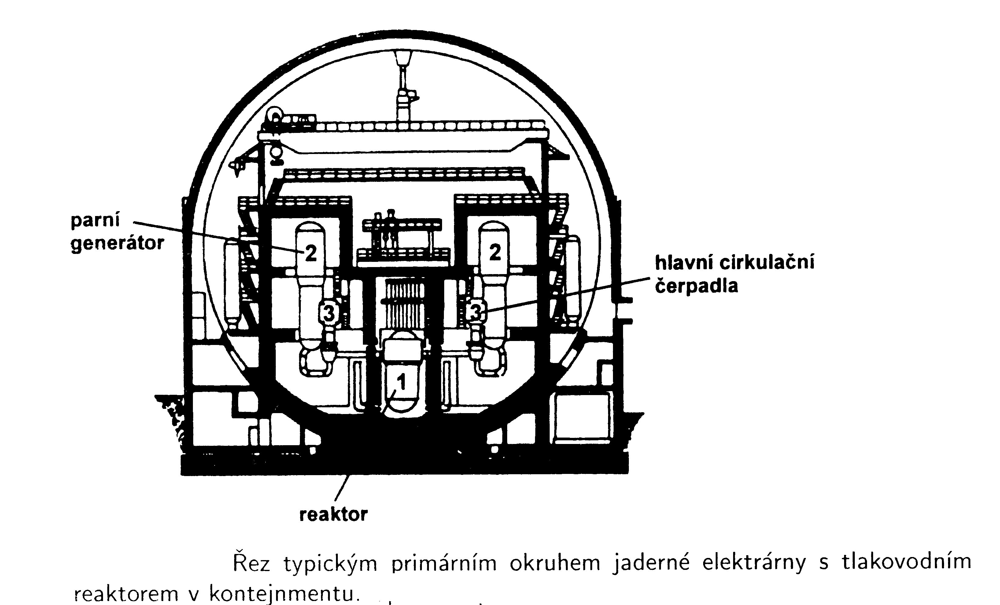 parní
generátor
2
2
hlavní cirkulační
čerpadla
3
3
1
reaktor
Řez typickým primárním okruhem jaderné elektrárny s tlakovodním
reaktorem v kontejnmentu.